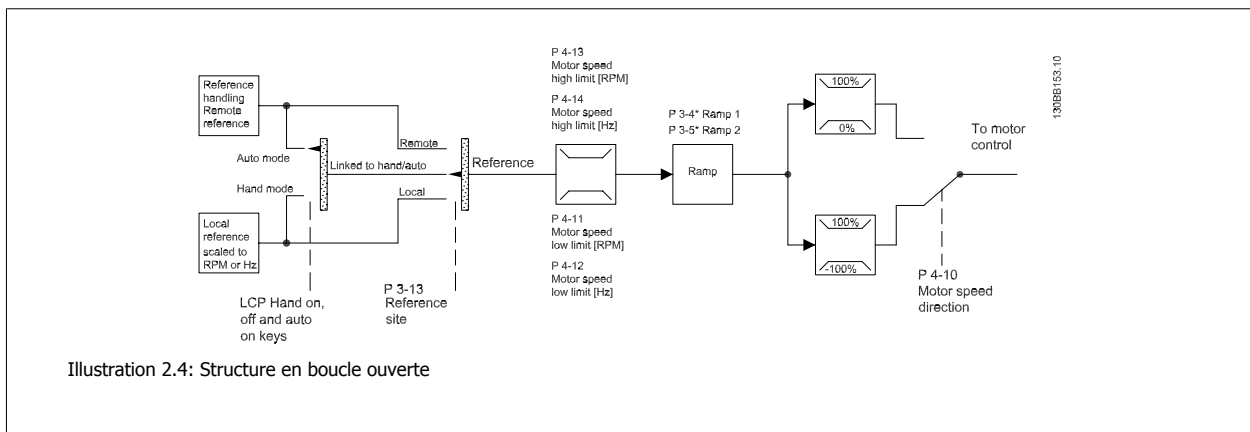 Reference
handling
Remote
reference
Auto mode
Hand mode
Local
reference
scaled to
RPM or Hz
LCP Hand on,
off and auto
on keys
Linked to hand/auto
Remote
Local
P 3-13
Reference
site
Reference
P 4-13
Motor speed
high limit [RPM]
P 4-14
Motor speed
high limit [Hz]
P 4-11
Motor speed
low limit [RPM]
P 4-12
Motor speed
low limit [Hz]
P 3-4* Ramp 1
P 3-5* Ramp 2
Ramp
100%
0%
100%
-100%
To motor
control
P 4-10
Motor speed
direction
130BB153.10
Illustration 2.4: Structure en boucle ouverte